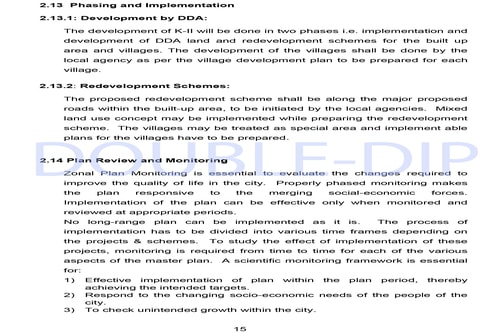 2.13 Phasing and Implementation
2.13.1: Development by DDA:
The development of K-II will be done in two phases i.e. implementation and
development of DDA land and redevelopment schemes for the built up
area and villages. The development of the villages shall be done by the
local agency as per the village development plan to be prepared for each
village.
2.13.2: Redevelopment Schemes:
The proposed redevelopment scheme shall be along the major proposed
roads within the built-up area, to be initiated by the local agencies. Mixed
land use concept may be implemented while preparing the redevelopment
scheme. The villages may be treated as special area and implement able
plans for the villages have to be prepared.
DOUBLE-DIP
2.14 Plan Review and Monitoring
Zonal Plan Monitoring is essential to evaluate the changes required to
improve the quality of life in the city. Properly phased monitoring makes
the plan responsive to the merging social-economic forces.
Implementation of the plan can be effective only when monitored and
reviewed at appropriate periods.
No long-range plan can be implemented as it is. The process of
implementation has to be divided into various time frames depending on
the projects & schemes. To study the effect of implementation of these
projects, monitoring is required from time to time for each of the various
aspects of the master plan. A scientific monitoring framework is essential
for:
1) Effective implementation of plan within the plan period, thereby
achieving the intended targets.
2) Respond to the changing socio-economic needs of the people of the
city.
3) To check unintended growth within the city.
15